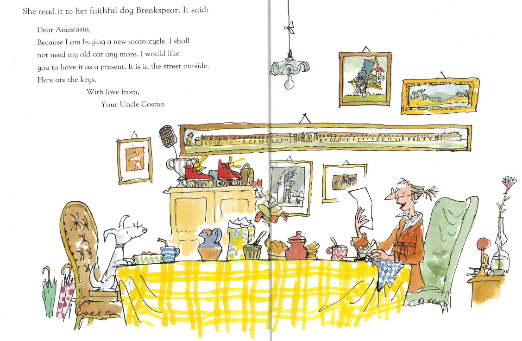 She read it to her faithful dog Breakspear. It said:
Dear Anastasia,
Because I am buying a new motorcycle, I shall
not need my old car any more. I would like
you to have it as a present. It is in the street outside.
Here are the keys.
With love from,
Your Uncle Cosmo